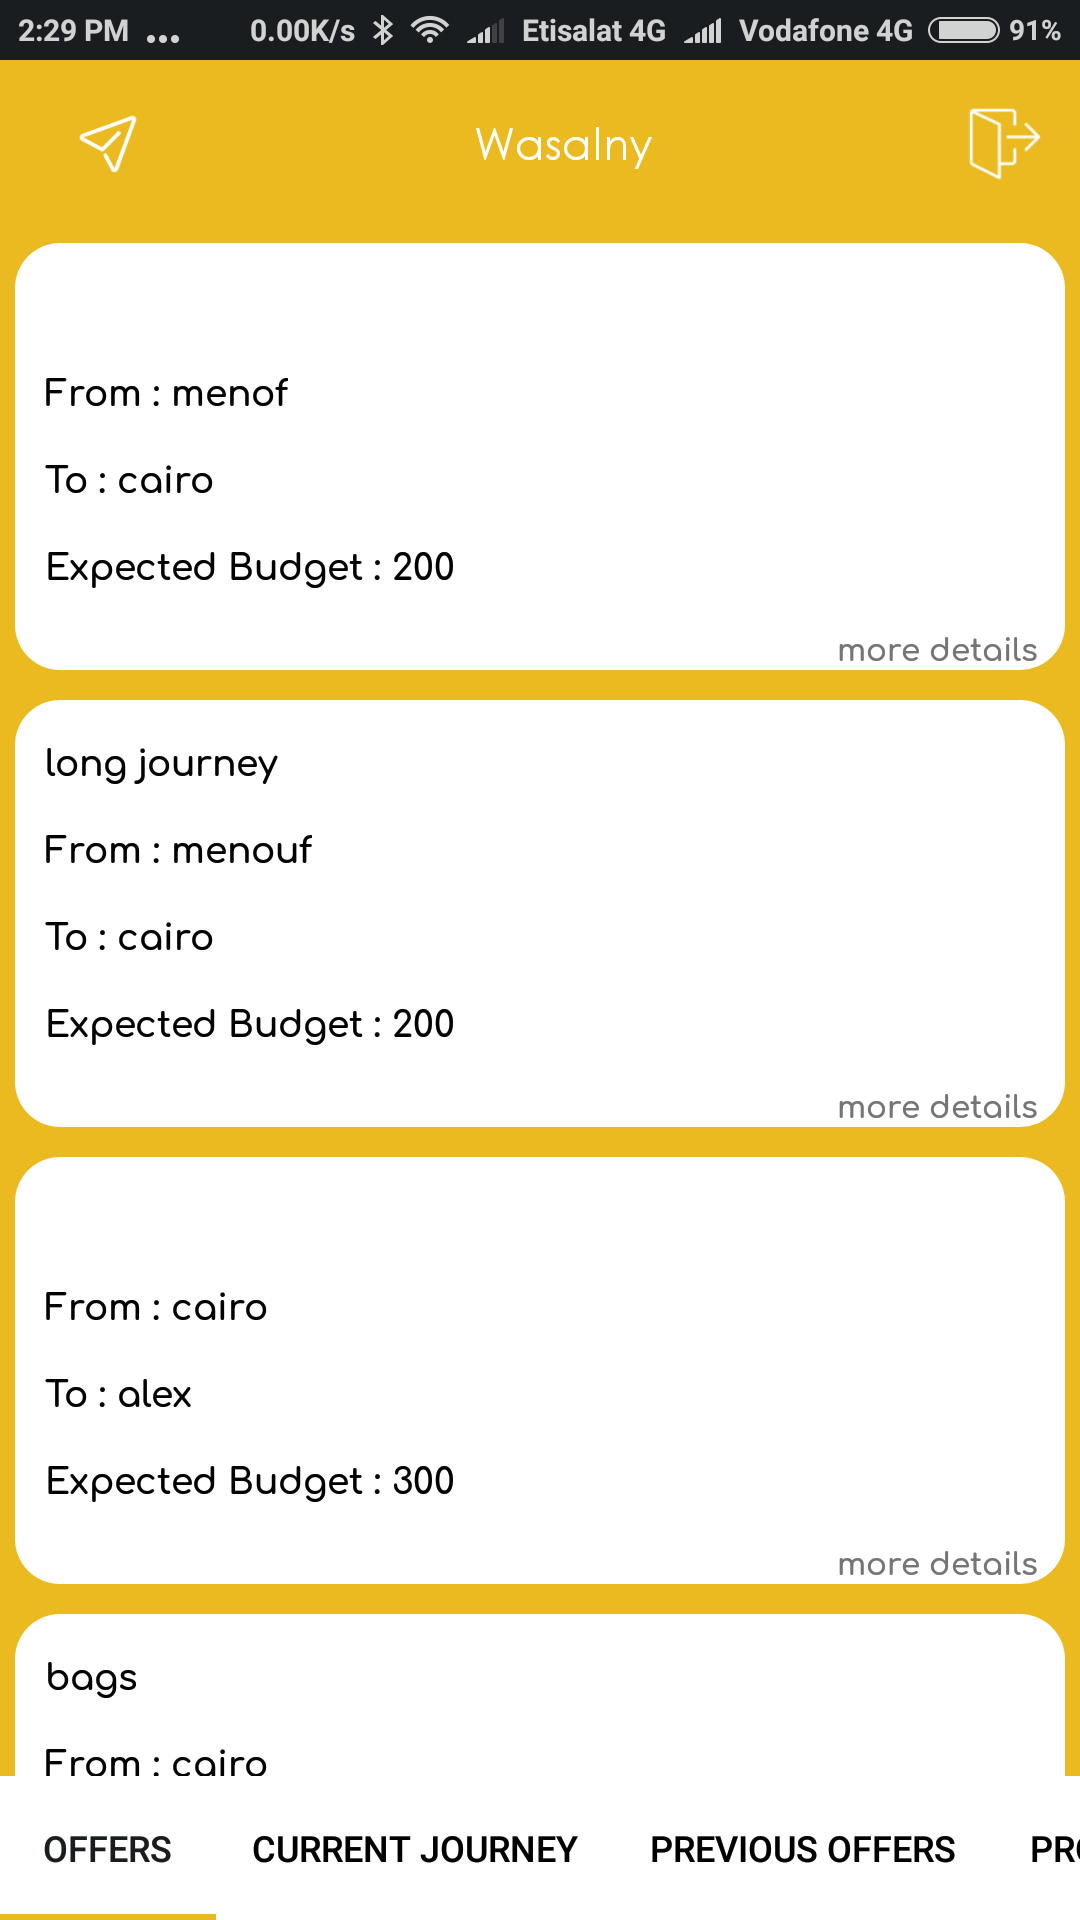 2:29 PM ... 0.00K/s Etisalat 4G Vodafone 4G 91%
Wasalny
From : menof
To : cairo
Expected Budget : 200
more details
long journey
From : menouf
To : cairo
Expected Budget : 200
more details
From : cairo
To : alex
Expected Budget : 300
more details
bags
From : cairo
OFFERS CURRENT JOURNEY PREVIOUS OFFERS